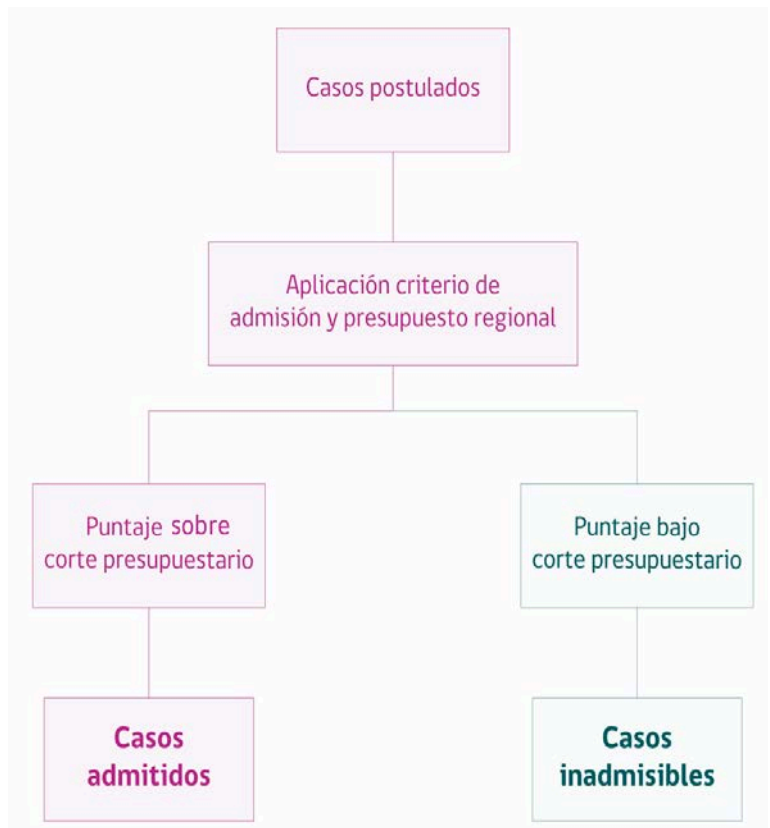 Casos postulados
Aplicación criterio de
admisión y presupuesto regional
Puntaje sobre
corte presupuestario
Puntaje bajo
corte presupuestario
Casos
admitidos
Casos
inadmisibles